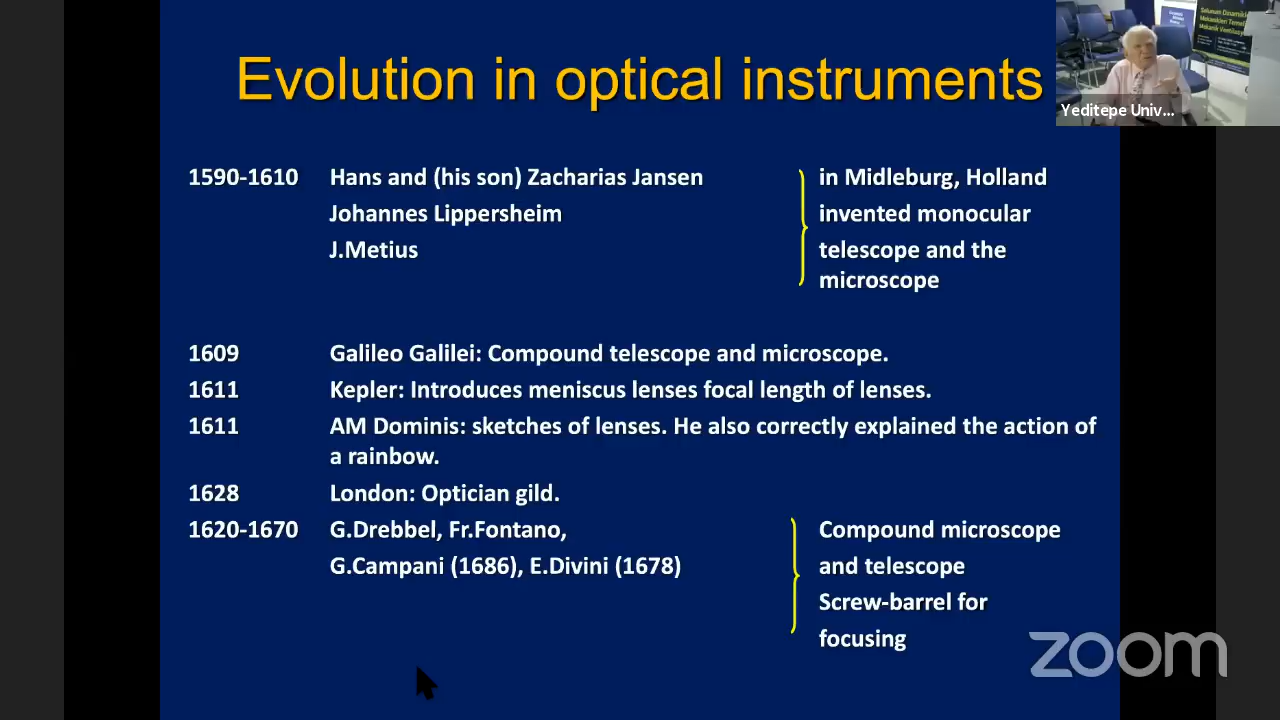 Evolution in optical instruments
Yeditepe Univ...
1590-1610 Hans and (his son) Zacharias Jansen in Midleburg, Holland
Johannes Lippersheim invented monocular
J.Metius telescope and the
microscope
1609 Galileo Galilei: Compound telescope and microscope.
1611 Kepler: Introduces meniscus lenses focal length of lenses.
1611 AM Dominis: sketches of lenses. He also correctly explained the action of
a rainbow.
1628 London: Optician gild.
1620-1670 G.Drebbel, Fr.Fontano, Compound microscope
G.Campani (1686), E.Divini (1678) and telescope
Screw-barrel for
focusing
zoom